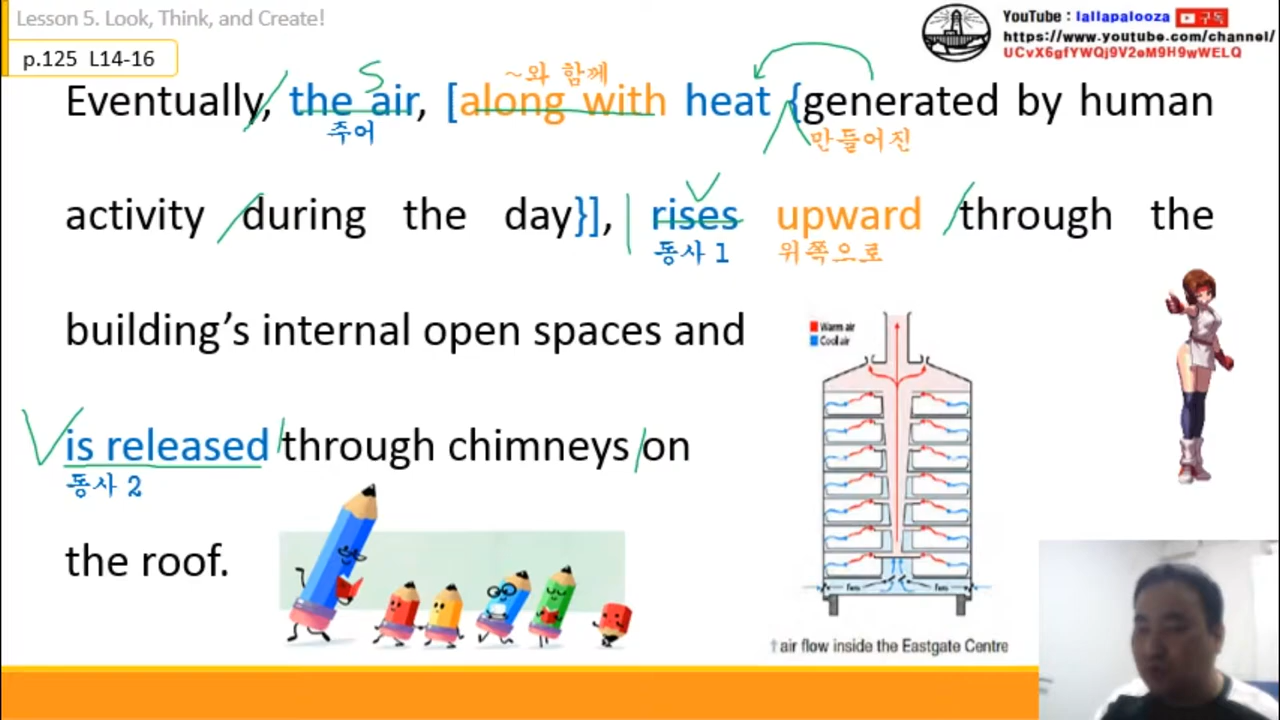 Lesson 5. Look, Think, and Create!
YouTube : lallapalooza 구독
https://www.youtube.com/channel/
UCvX6gfYWQj9V2eM9H9wWELQ
p.125 L14-16
S
~와 함께
Eventually, the air, [along with heat {generated by human
주어
만들어진
activity during the day}], rises upward through the
동사 1
위쪽으로
building's internal open spaces and
Warm air
Cool air
is released through chimneys on
동사 2
the roof.
Fans
Fans
↑air flow inside the Eastgate Centre